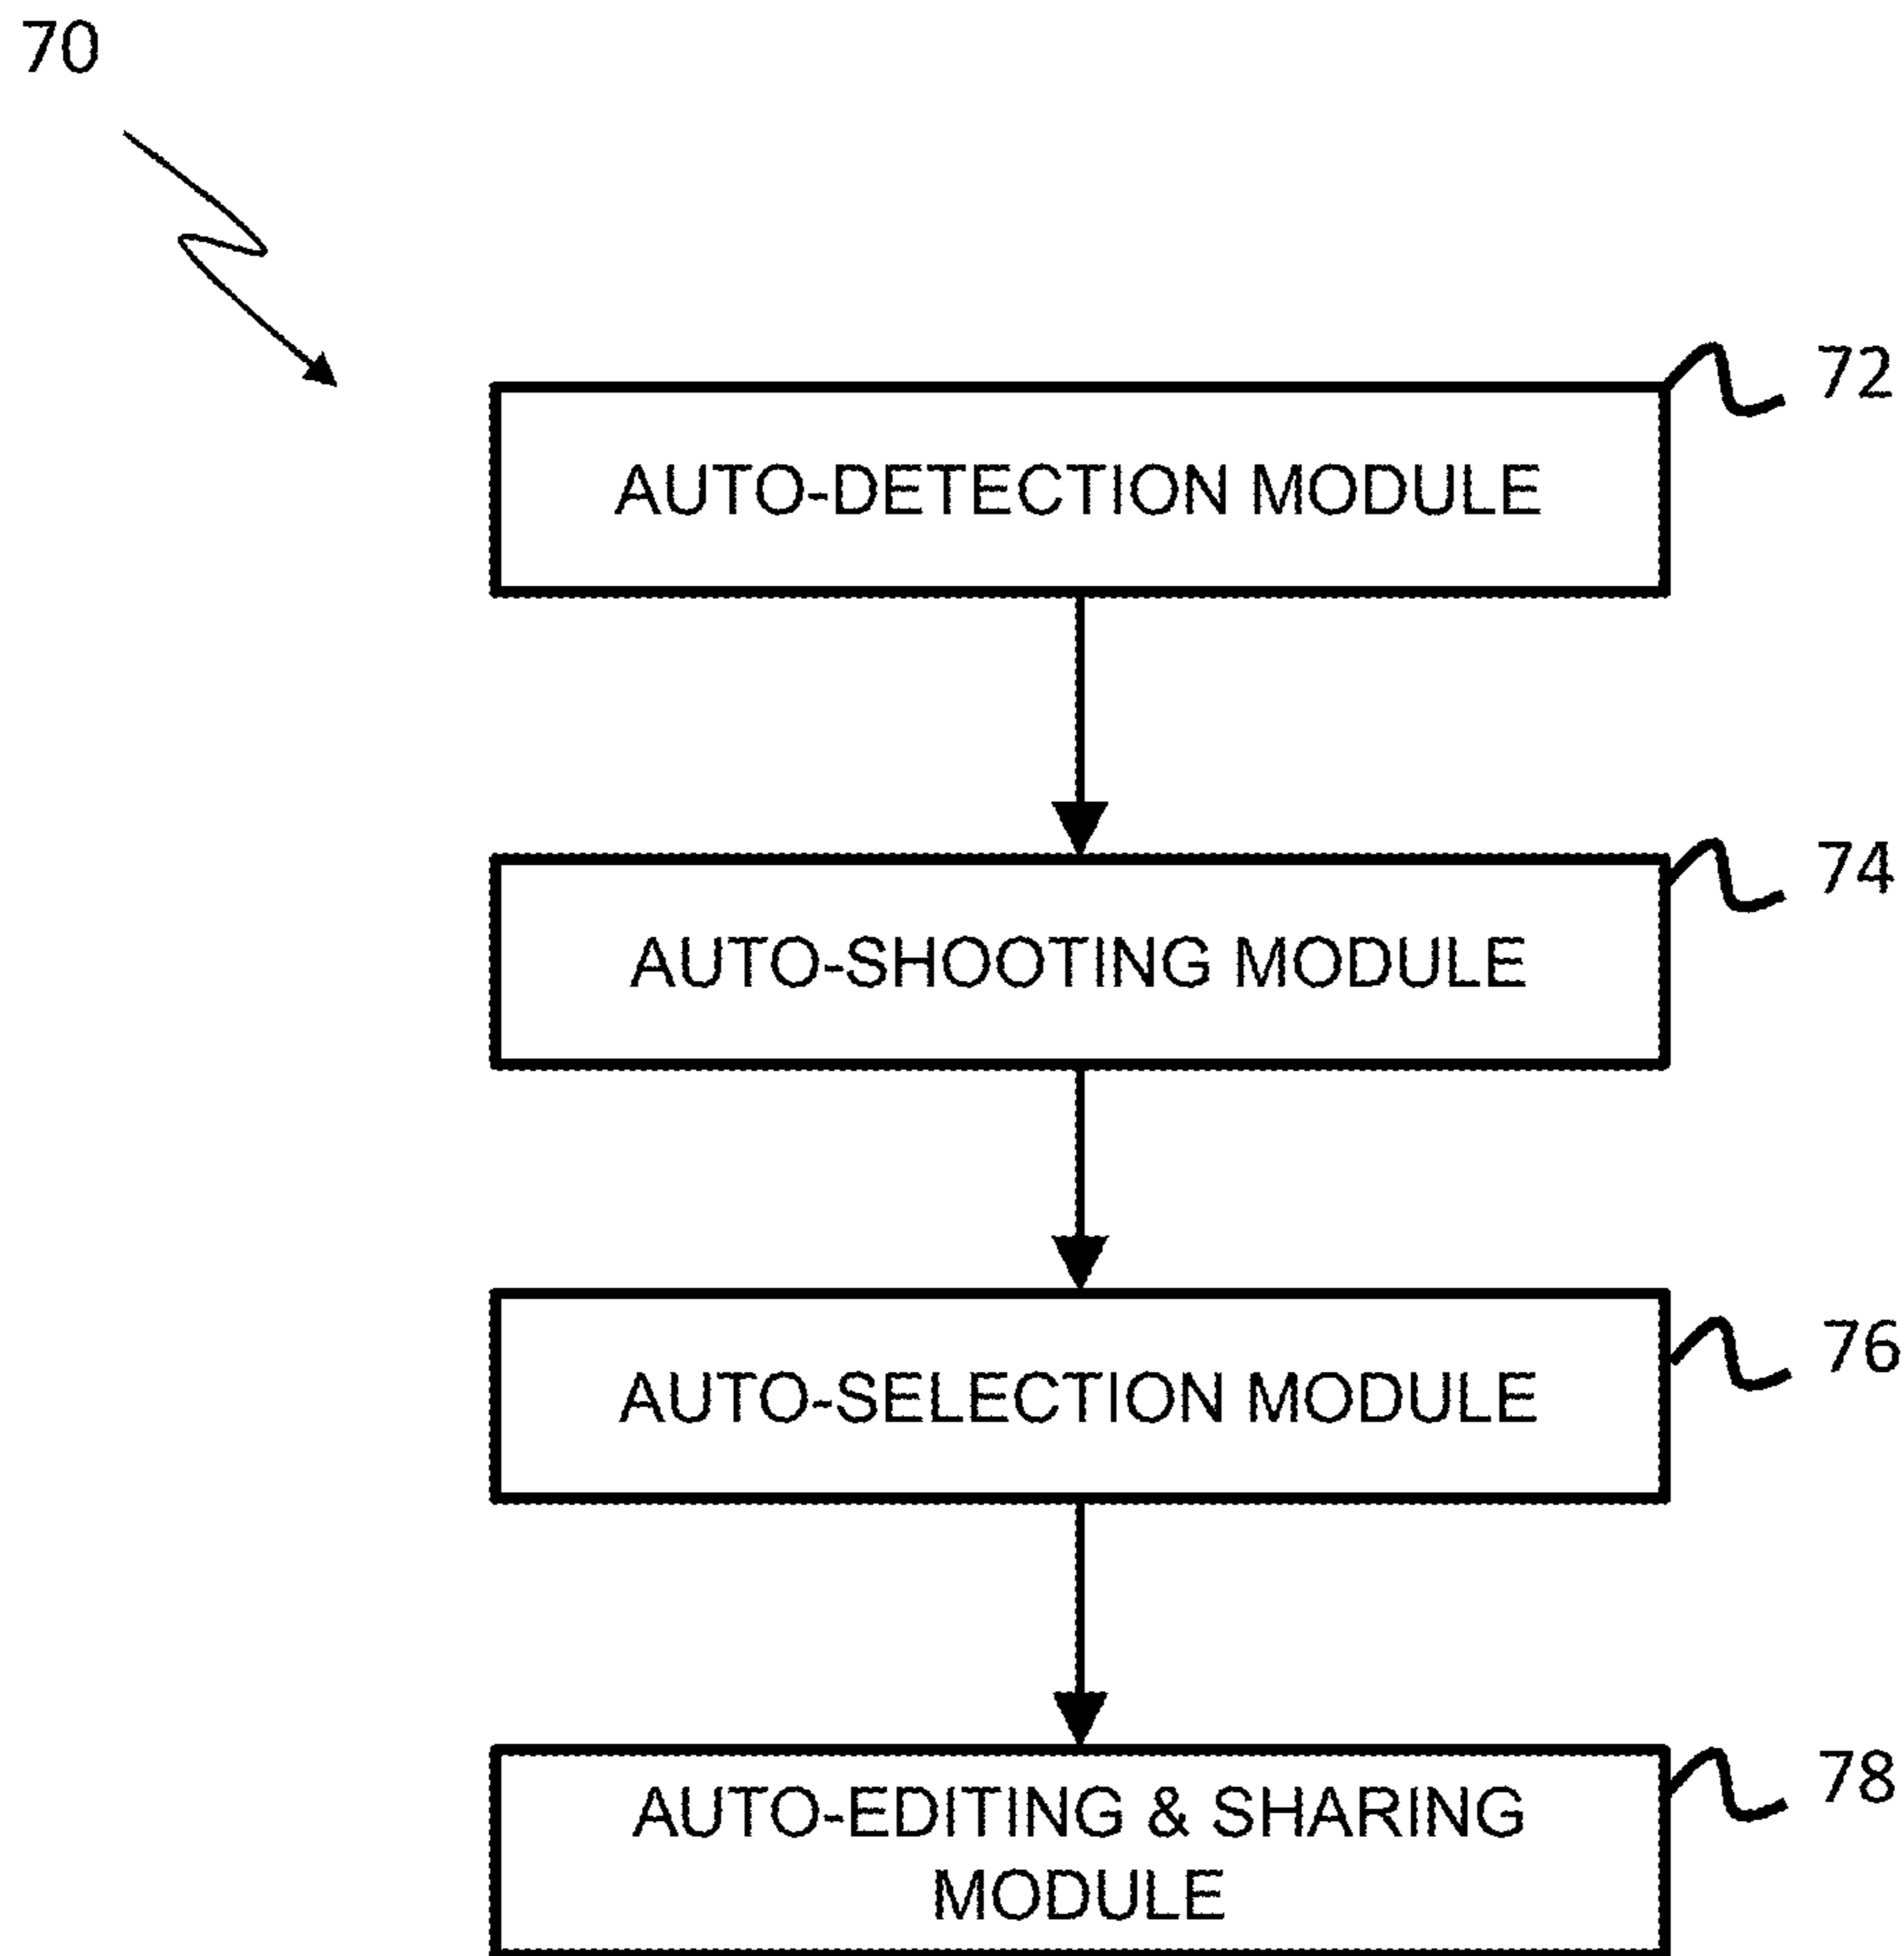 70
72
AUTO-DETECTION MODULE
74
AUTO-SHOOTING MODULE
76
AUTO-SELECTION MODULE
78
AUTO-EDITING & SHARING
MODULE